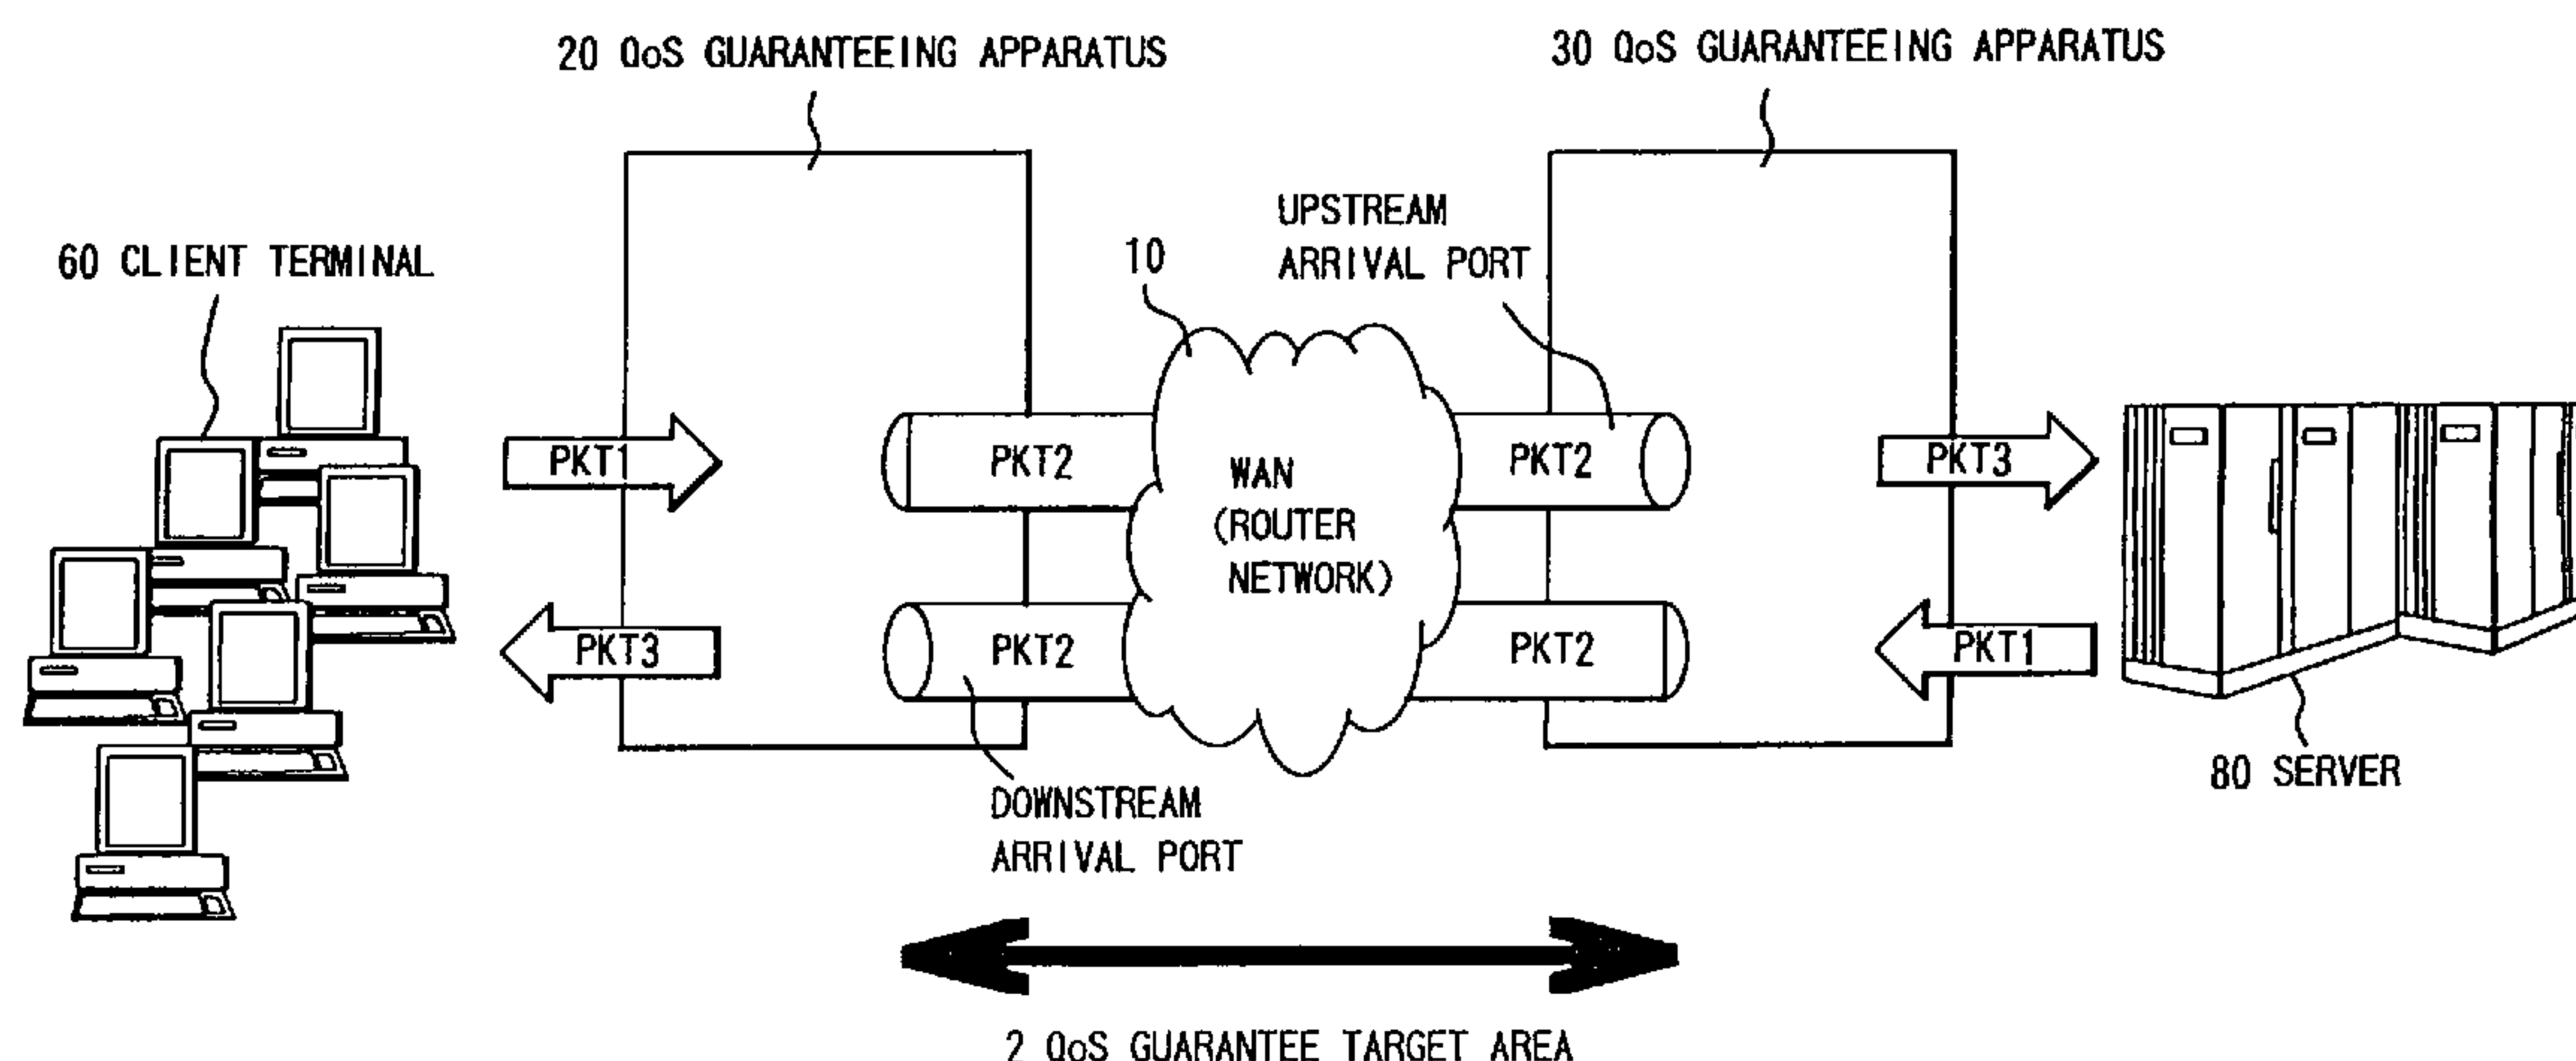 20 QoS GUARANTEEING APPARATUS
30 QoS GUARANTEEING APPARATUS
60 CLIENT TERMINAL
10
UPSTREAM
ARRIVAL PORT
PKT1
PKT2
WAN
(ROUTER
NETWORK)
PKT2
PKT3
PKT3
PKT2
PKT2
PKT1
DOWNSTREAM
ARRIVAL PORT
80 SERVER
2 QoS GUARANTEE TARGET AREA